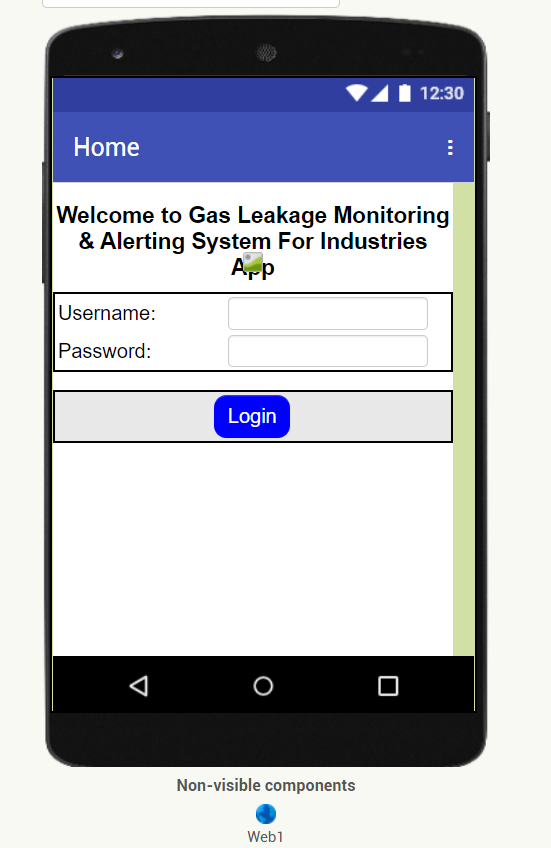 12:30
Home
Welcome to Gas Leakage Monitoring
& Alerting System For Industries
App
Username:
Password:
Login
Non-visible components
Web1